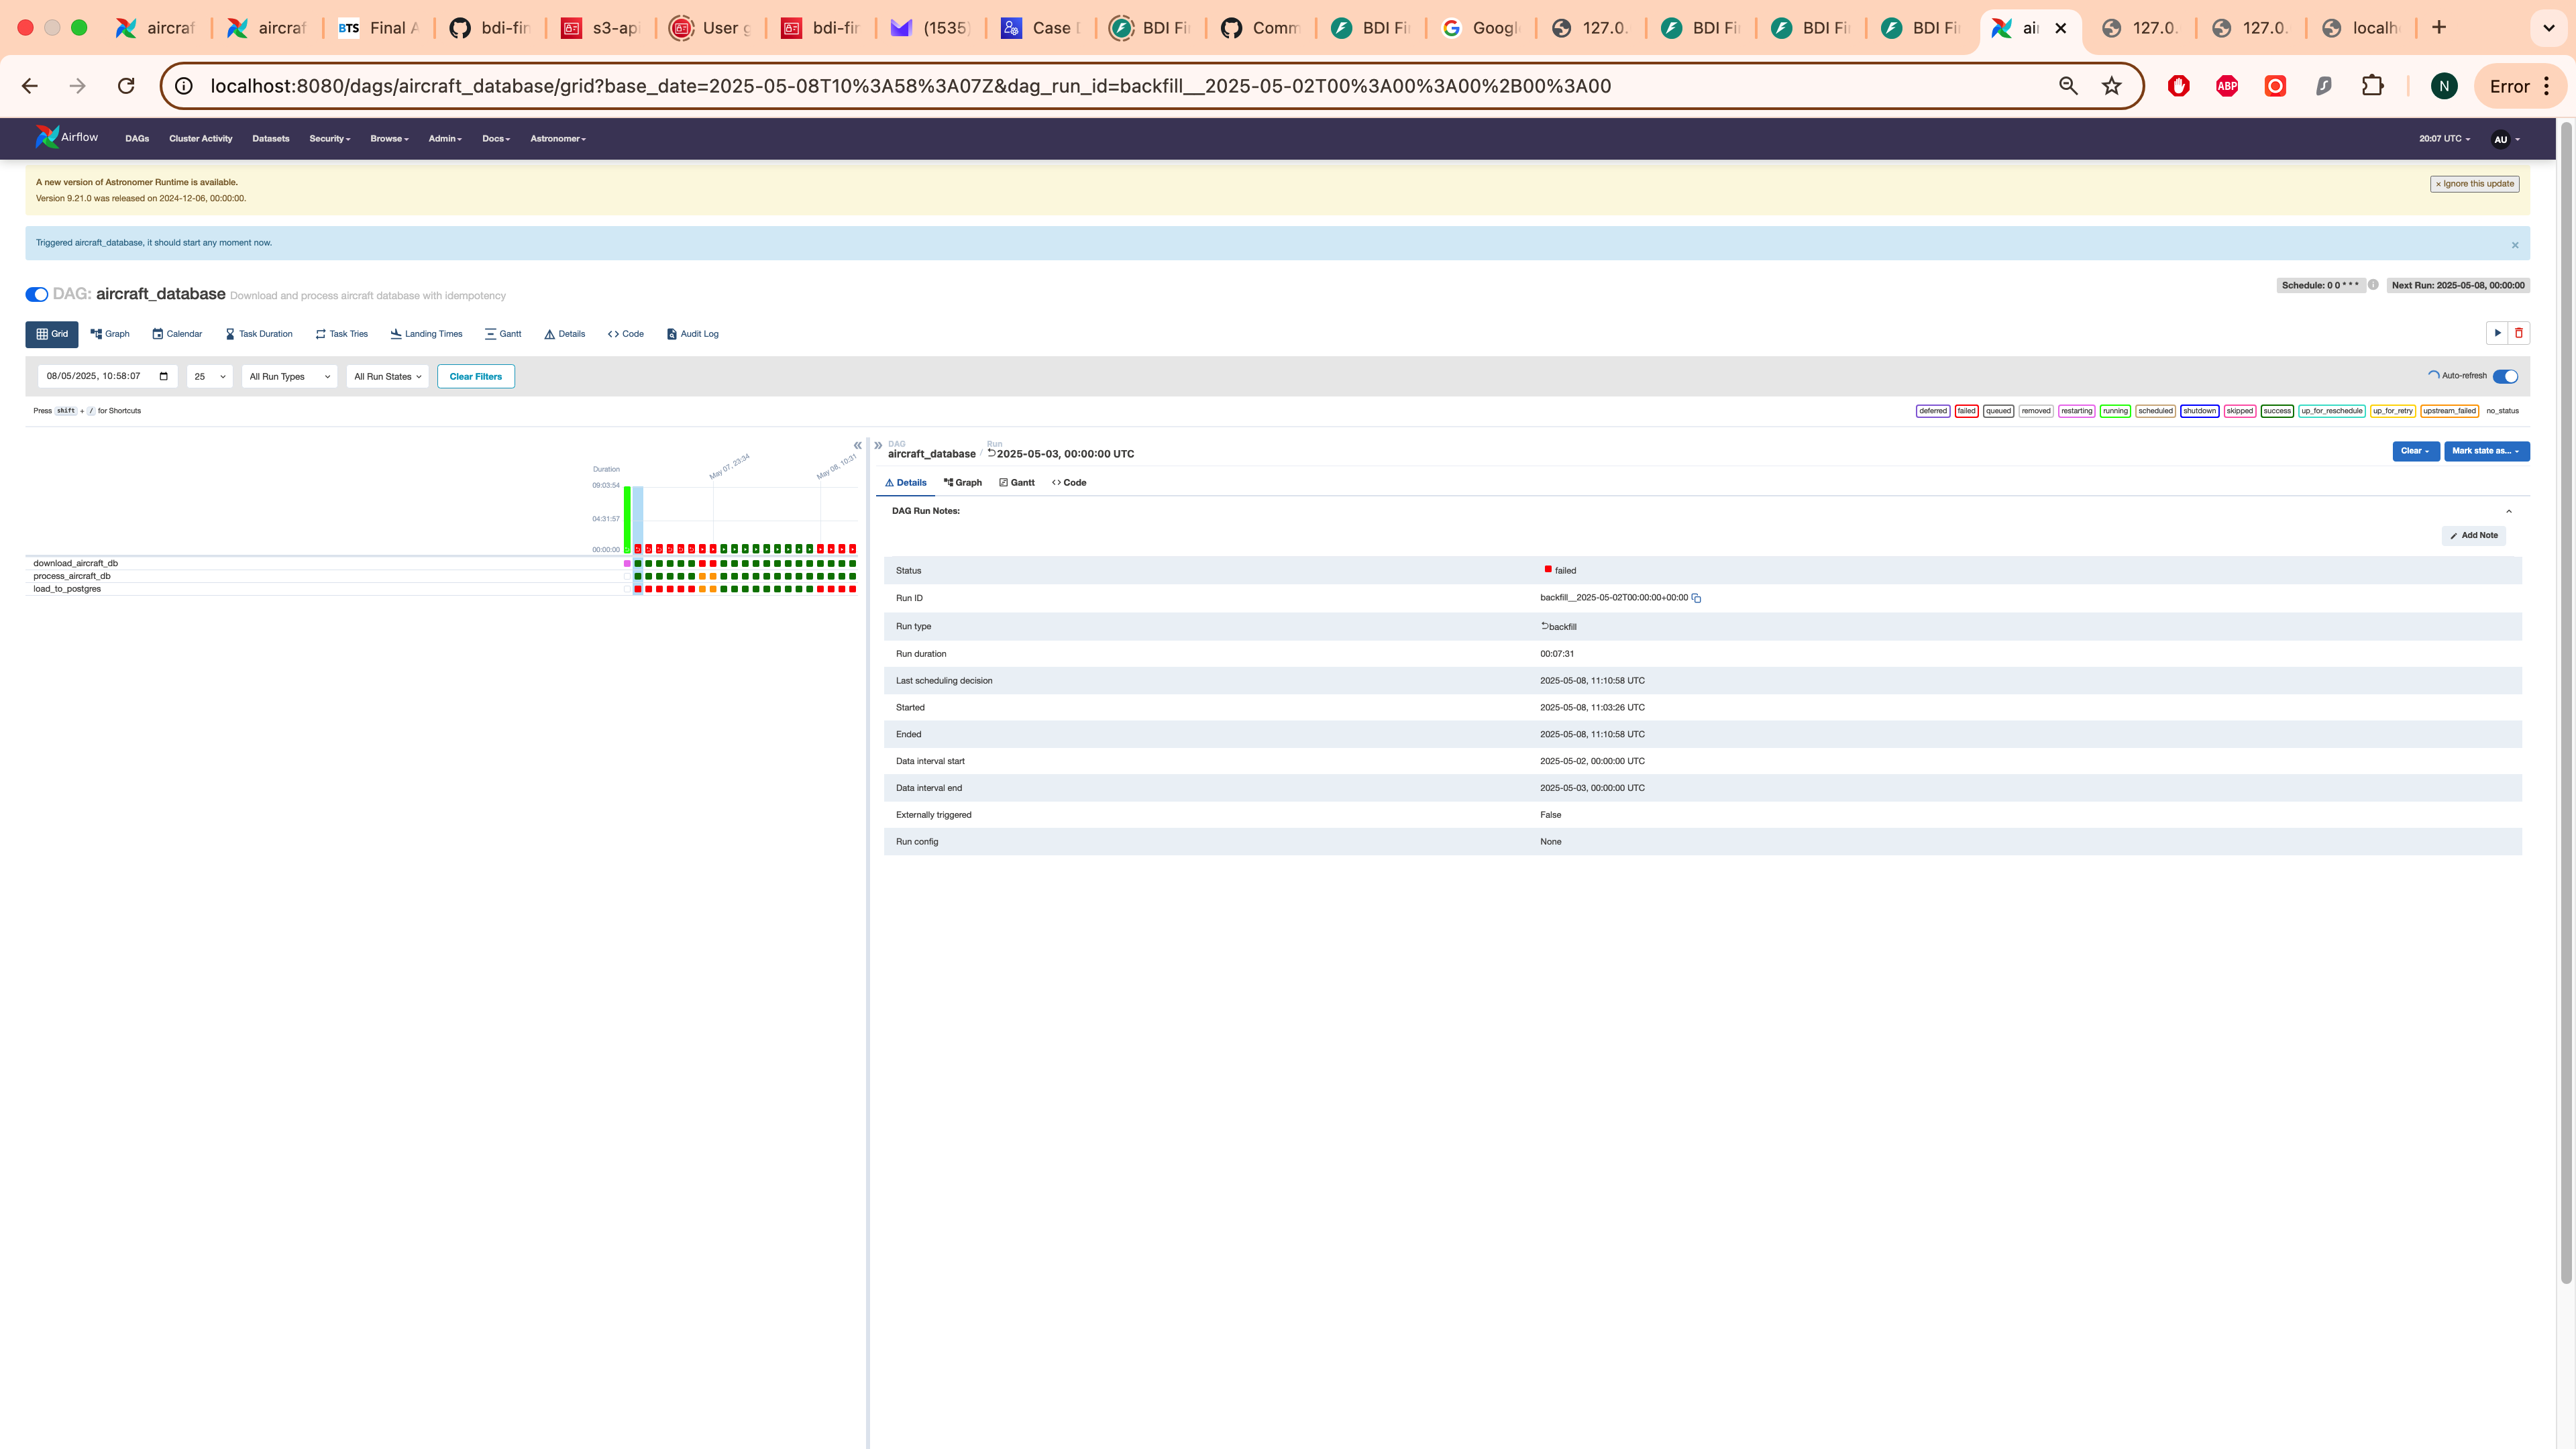 aircraf
aircraf
BTS Final A
bdi-fin
s3-api
User g
bdi-fin
(1535)
Case
BDI Fi
Comm
BDI Fi
Google
127.0.
BDI Fi
BDI Fi
BDI Fi
air
127.0.
127.0.
localh
localhost:8080/dags/aircraft_database/grid?base_date=2025-05-08T10%3A58%3A07Z&dag_run_id=backfill__2025-05-02T00%3A00%3A00%2B00%3A00
ABP
N
Error
Airflow DAGs Cluster Activity Datasets Security Browse Admin Docs Astronomer 20:07 UTC AU
A new version of Astronomer Runtime is available.
Version 9.21.0 was released on 2024-12-06, 00:00:00.
× Ignore this update
Triggered aircraft_database, it should start any moment now. ×
DAG: aircraft_database Download and process aircraft database with idempotency
Schedule: 0 0 * * * Next Run: 2025-05-08, 00:00:00
Grid Graph Calendar Task Duration Task Tries Landing Times Gantt Details <> Code Audit Log
08/05/2025, 10:58:07 25 All Run Types All Run States Clear Filters Auto-refresh
Press shift + / for Shortcuts
deferred failed queued removed restarting running scheduled shutdown skipped success up_for_reschedule up_for_retry upstream_failed no_status
May 07, 23:34 May 08, 10:31
Duration
09:03:54
04:31:57
00:00:00
download_aircraft_db
process_aircraft_db
load_to_postgres
DAG Run
aircraft_database / 2025-05-03, 00:00:00 UTC
Clear Mark state as...
Details Graph Gantt <> Code
DAG Run Notes:
Add Note
Status failed
Run ID backfill__2025-05-02T00:00:00+00:00
Run type backfill
Run duration 00:07:31
Last scheduling decision 2025-05-08, 11:10:58 UTC
Started 2025-05-08, 11:03:26 UTC
Ended 2025-05-08, 11:10:58 UTC
Data interval start 2025-05-02, 00:00:00 UTC
Data interval end 2025-05-03, 00:00:00 UTC
Externally triggered False
Run config None